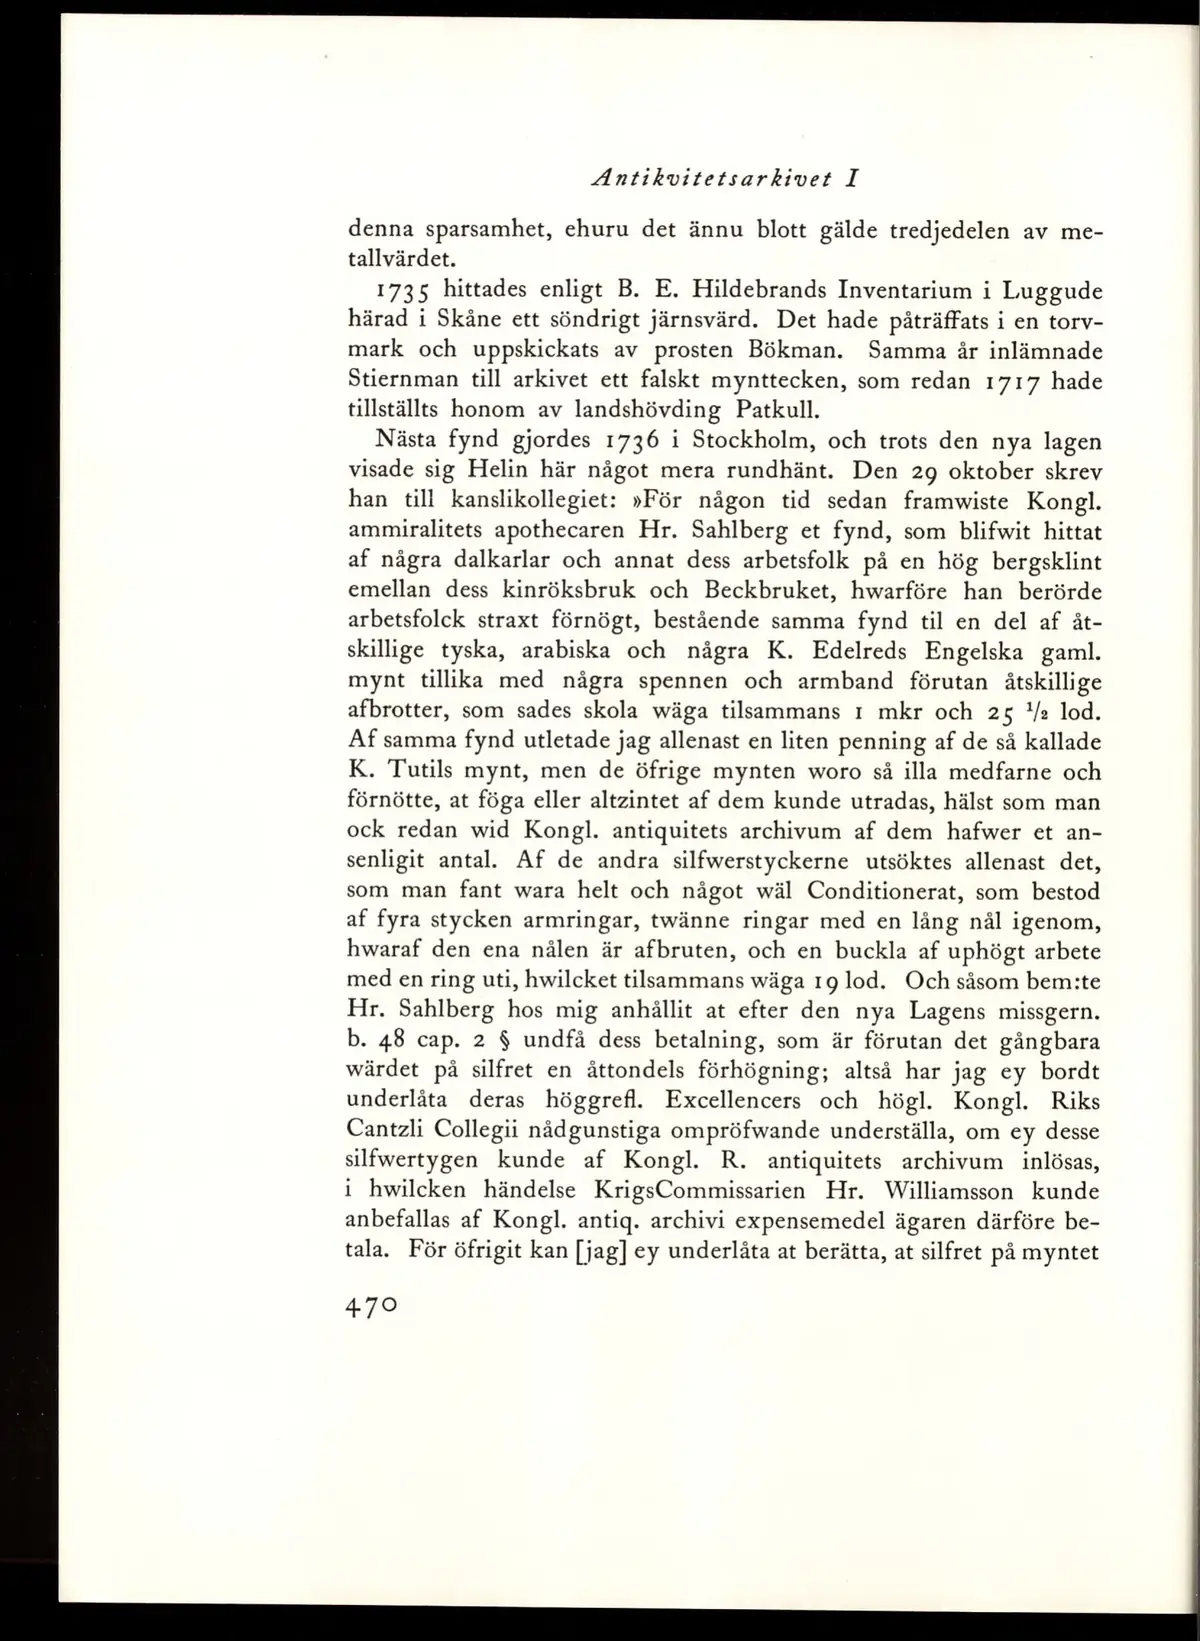 Antikvitetsarkivet I
denna sparsamhet, ehuru det ännu blott gälde tredjedelen av me-
tallvärdet.
1735 hittades enligt B. E. Hildebrands Inventarium i Luggude
härad i Skåne ett söndrigt järnsvärd. Det hade påträffats i en torv-
mark och uppskickats av prosten Bökman. Samma år inlämnade
Stiernman till arkivet ett falskt mynttecken, som redan 1717 hade
tillställts honom av landshövding Patkull.
Nästa fynd gjordes 1736 i Stockholm, och trots den nya lagen
visade sig Helin här något mera rundhänt. Den 29 oktober skrev
han till kanslikollegiet: »För någon tid sedan framwiste Kongl.
ammiralitets apothecaren Hr. Sahlberg et fynd, som blifwit hittat
af några dalkarlar och annat dess arbetsfolk på en hög bergsklint
emellan dess kinröksbruk och Beckbruket, hwarföre han berörde
arbetsfolck straxt förnögt, bestående samma fynd til en del af åt-
skillige tyska, arabiska och några K. Edelreds Engelska gaml.
mynt tillika med några spennen och armband förutan åtskillige
afbrotter, som sades skola wäga tilsammans 1 mkr och 25 1/2 lod.
Af samma fynd utletade jag allenast en liten penning af de så kallade
K. Tutils mynt, men de öfrige mynten woro så illa medfarne och
förnötte, at föga eller altzintet af dem kunde utradas, hälst som man
ock redan wid Kongl. antiquitets archivum af dem hafwer et an-
senligit antal. Af de andra silfwerstyckerne utsöktes allenast det,
som man fant wara helt och något wäl Conditionerat, som bestod
af fyra stycken armringar, twänne ringar med en lång nål igenom,
hwaraf den ena nålen är afbruten, och en buckla af uphögt arbete
med en ring uti, hwilcket tilsammans wäga 19 lod. Och såsom bem:te
Hr. Sahlberg hos mig anhållit at efter den nya Lagens missgern.
b. 48 cap. 2 § undfå dess betalning, som är förutan det gångbara
wärdet på silfret en åttondels förhögning; altså har jag ey bordt
underlåta deras höggrefl. Excellencers och högl. Kongl. Riks
Cantzli Collegii nådgunstiga ompröfwande underställa, om ey desse
silfwertygen kunde af Kongl. R. antiquitets archivum inlösas,
i hwilcken händelse KrigsCommissarien Hr. Williamsson kunde
anbefallas af Kongl. antiq. archivi expensemedel ägaren därföre be-
tala. För öfrigit kan [jag] ey underlåta at berätta, at silfret på myntet
470